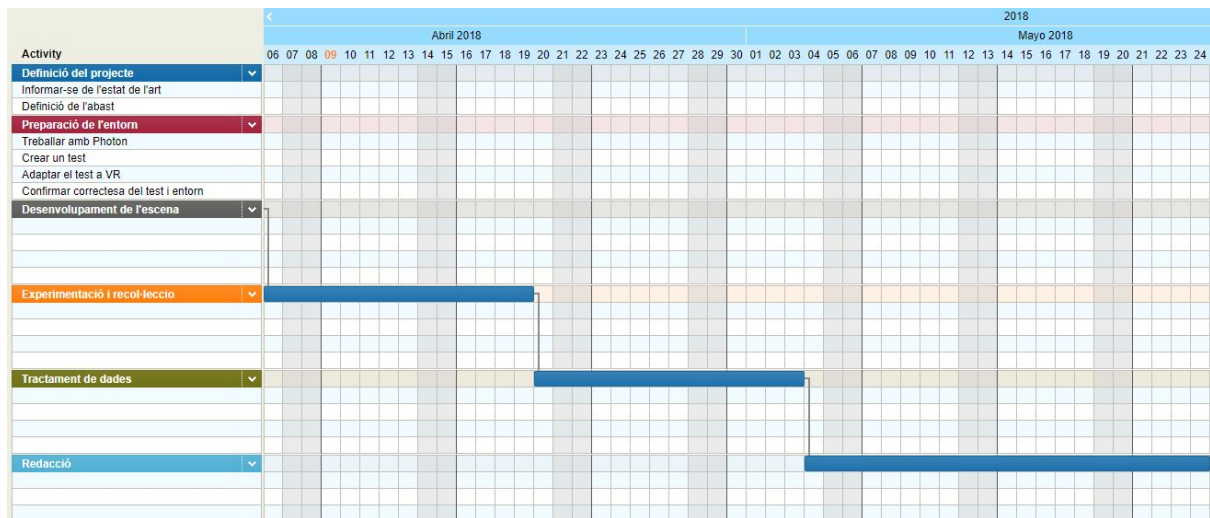 2018
Abril 2018 Mayo 2018
Activity 06 07 08 09 10 11 12 13 14 15 16 17 18 19 20 21 22 23 24 25 26 27 28 29 30 01 02 03 04 05 06 07 08 09 10 11 12 13 14 15 16 17 18 19 20 21 22 23 24
Definició del projecte
Informar-se de l'estat de l'art
Definició de l'abast
Preparació de l'entorn
Treballar amb Photon
Crear un test
Adaptar el test a VR
Confirmar correctesa del test i entorn
Desenvolupament de l'escena
Experimentació i recol·leccio
Tractament de dades
Redacció